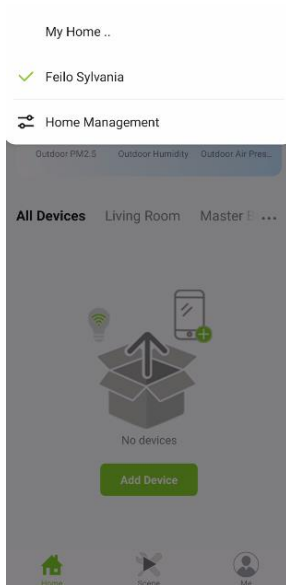 My Home ..
Feilo Sylvania
Home Management
Outdoor PM2.5 Outdoor Humidity Outdoor Air Pres...
All Devices Living Room Master B ...
No devices
Add Device
Home Scene Me